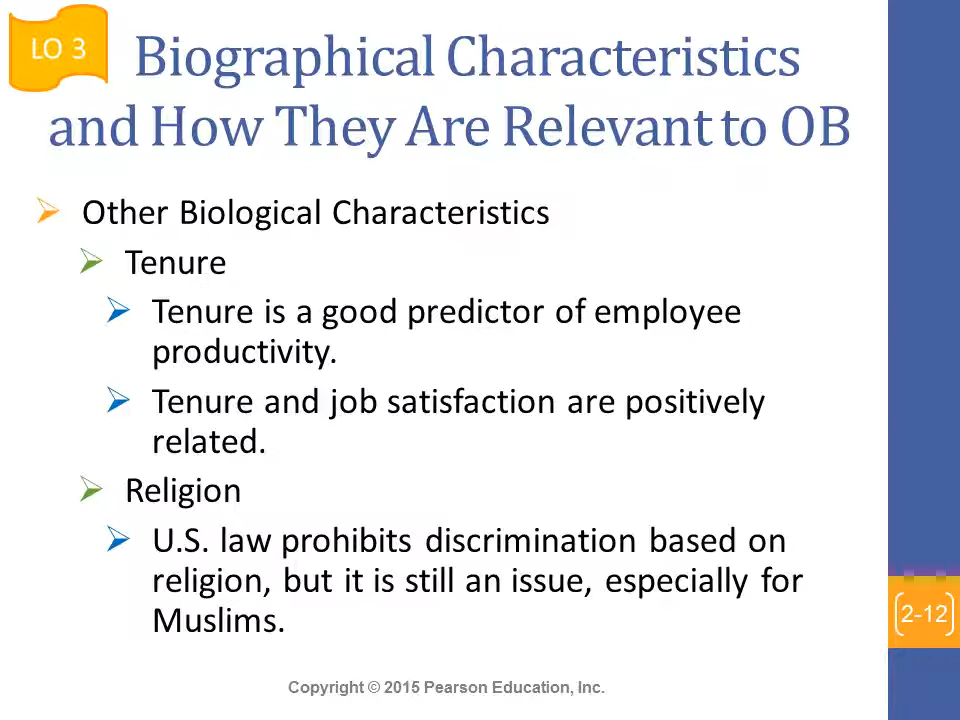 LO 3
Biographical Characteristics
and How They Are Relevant to OB
Other Biological Characteristics
Tenure
Tenure is a good predictor of employee
productivity.
Tenure and job satisfaction are positively
related.
Religion
U.S. law prohibits discrimination based on
religion, but it is still an issue, especially for
Muslims.
2-12
Copyright © 2015 Pearson Education, Inc.